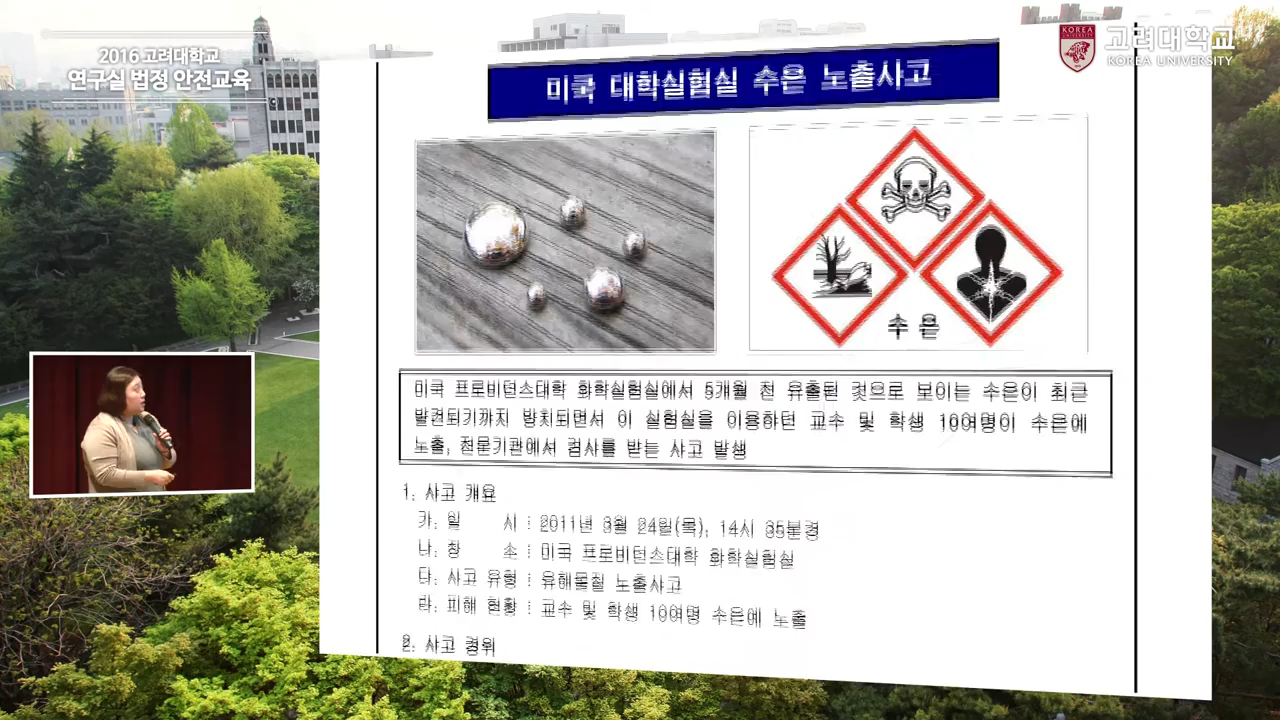 2016 고려대학교
연구실 법정 안전교육
KOREA
UNIVERSITY
고려대학교
KOREA UNIVERSITY
미국 대학실험실 수은 노출사고
수은
미국 프로비던스대학 화학실험실에서 5개월 전 유출된 것으로 보이는 수은이 최근
발견되기까지 방치되면서 이 실험실을 이용하던 교수 및 학생 10여명이 수은에
노출, 전문기관에서 검사를 받는 사고 발생
1. 사고 개요
가. 일 시 : 2011년 3월 24일(목), 14시 35분경
나. 장 소 : 미국 프로비던스대학 화학실험실
다. 사고 유형 : 유해물질 노출사고
라. 피해 현황 : 교수 및 학생 10여명 수은에 노출
2. 사고 경위